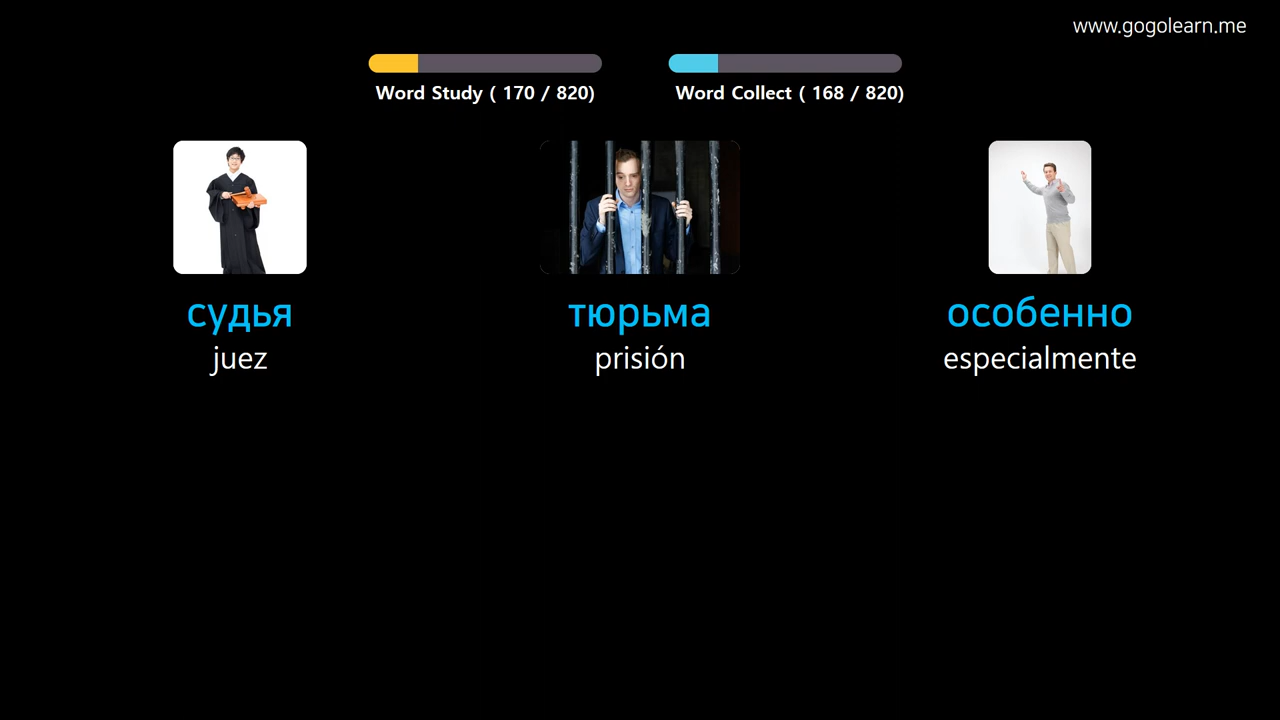 www.gogolearn.me
Word Study ( 170 / 820)
Word Collect ( 168 / 820)
судья
juez
тюрьма
prisión
особенно
especialmente